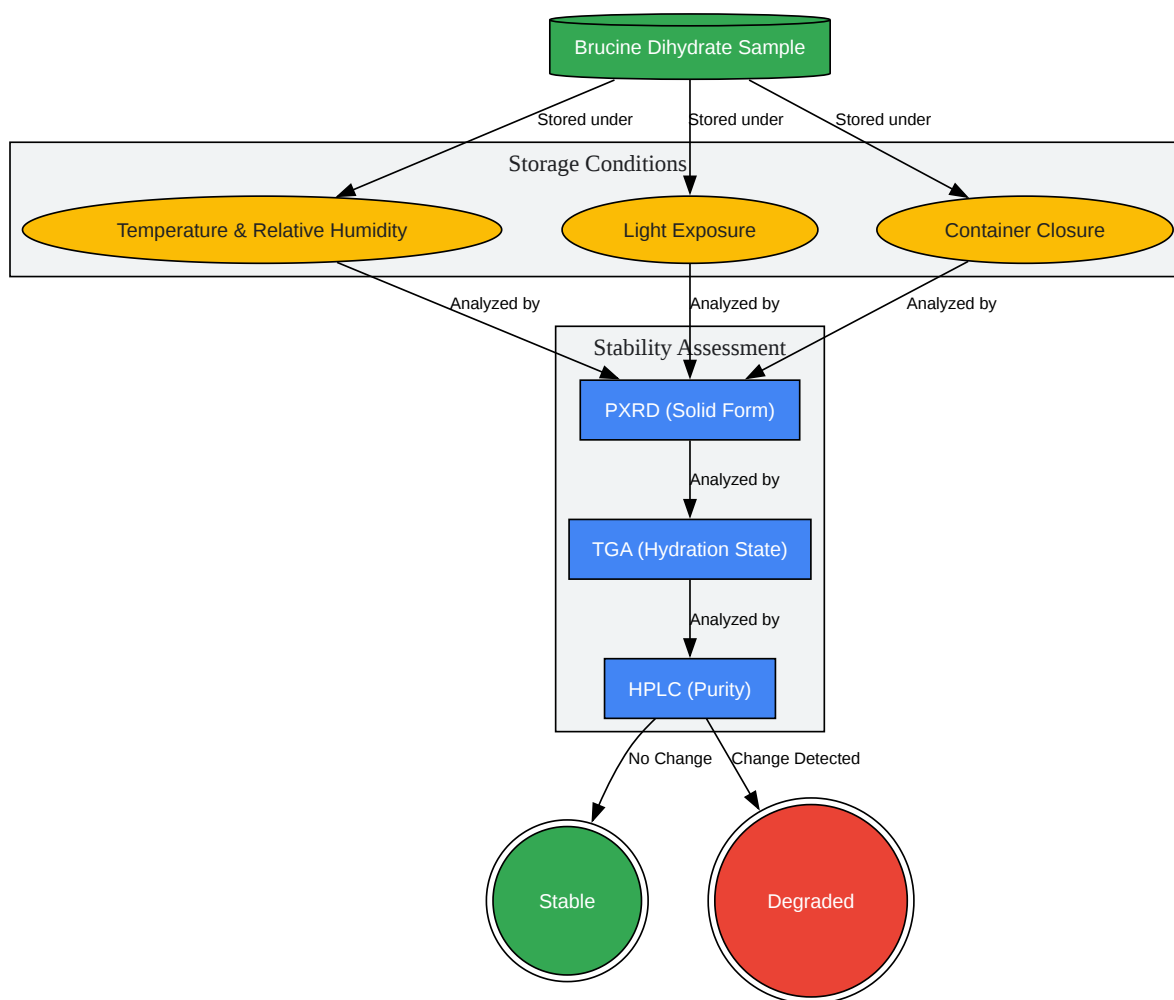 Brucine Dihydrate Sample
Stored under
Stored under
Stored under
Storage Conditions
Temperature & Relative Humidity
Light Exposure
Container Closure
Analyzed by
Analyzed by
Analyzed by
Stability Assessment
PXRD (Solid Form)
Analyzed by
TGA (Hydration State)
Analyzed by
HPLC (Purity)
No Change
Change Detected
Stable
Degraded